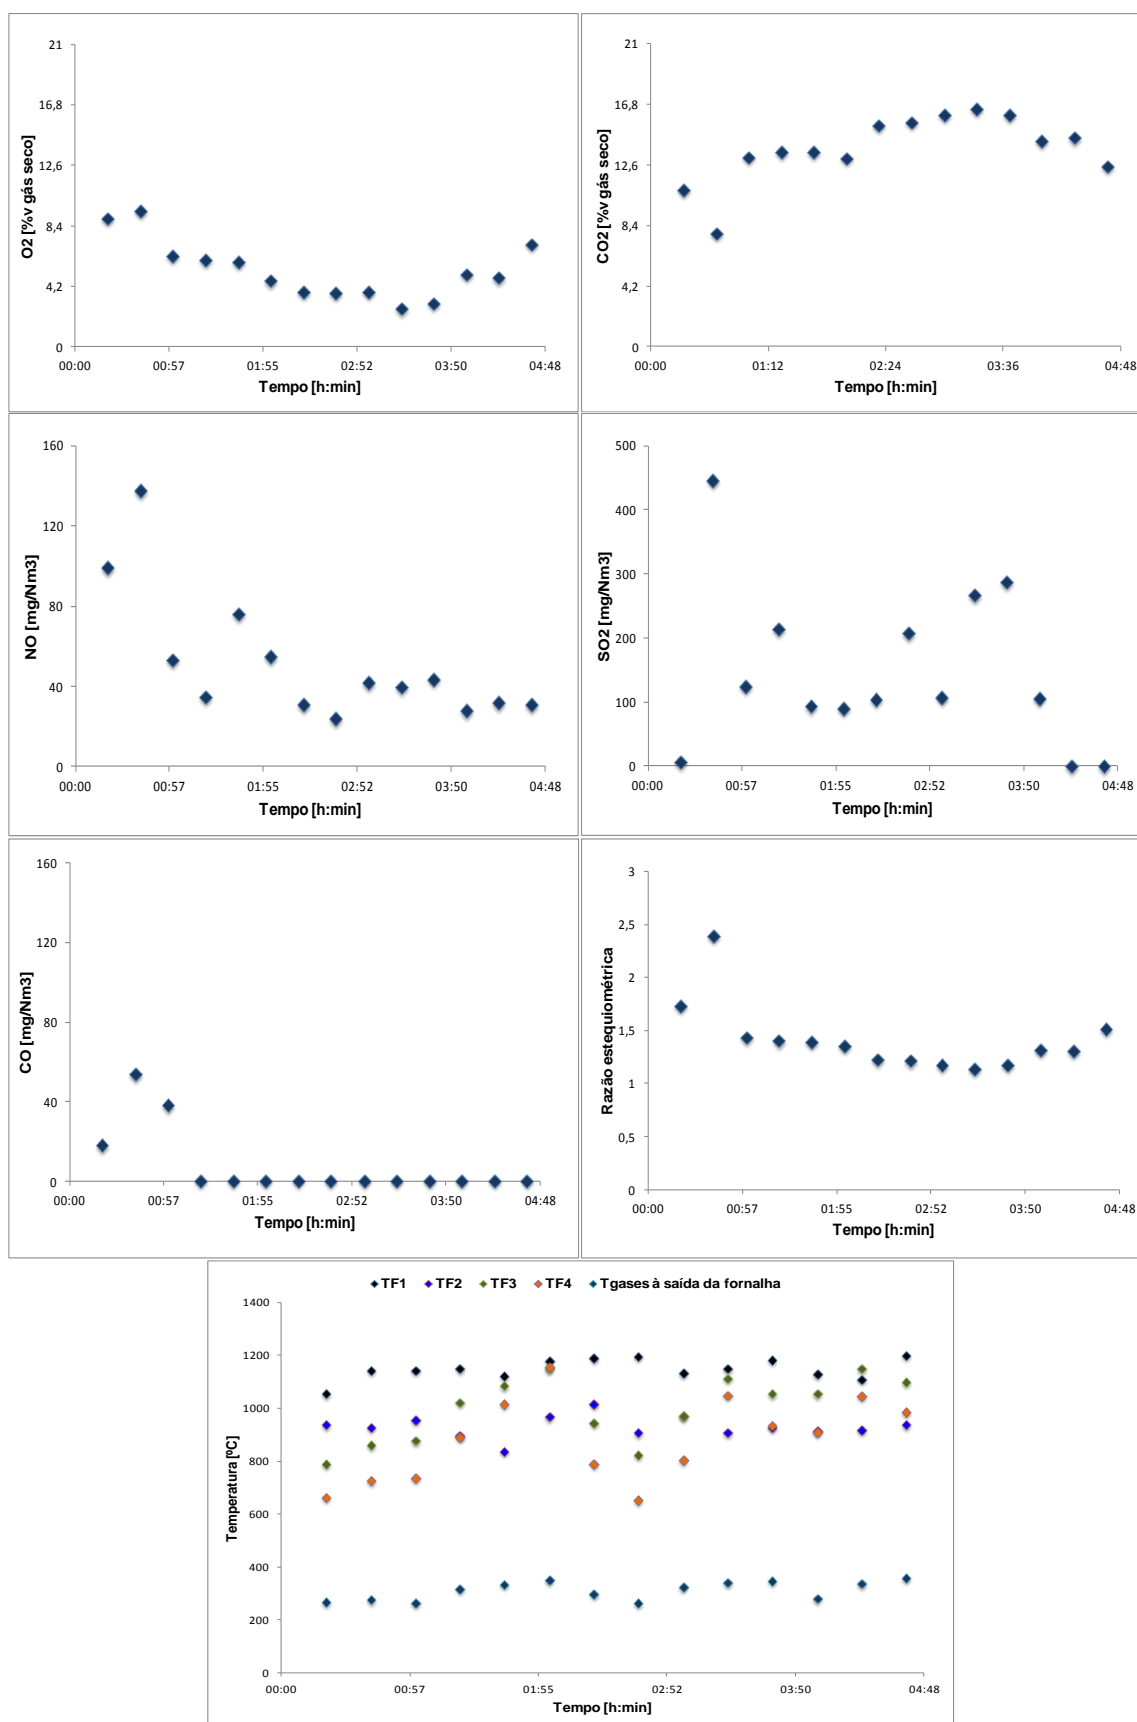 21
16,8
12,6
8,4
4,2
0
O2 [%v gás seco]
00:00 00:57 01:55 02:52 03:50 04:48
Tempo [h:min]
21
16,8
12,6
8,4
4,2
0
CO2 [%v gás seco]
00:00 01:12 02:24 03:36 04:48
Tempo [h:min]
160
120
80
40
0
NO [mg/Nm3]
00:00 00:57 01:55 02:52 03:50 04:48
Tempo [h:min]
500
400
300
200
100
0
SO2 [mg/Nm3]
00:00 00:57 01:55 02:52 03:50 04:48
Tempo [h:min]
160
120
80
40
0
CO [mg/Nm3]
00:00 00:57 01:55 02:52 03:50 04:48
Tempo [h:min]
3
2,5
2
1,5
1
0,5
0
Razão estequiométrica
00:00 00:57 01:55 02:52 03:50 04:48
Tempo [h:min]
TF1 TF2 TF3 TF4 Tgases à saída da fornalha
1400
1200
1000
800
600
400
200
0
Temperatura [ºC]
00:00 00:57 01:55 02:52 03:50 04:48
Tempo [h:min]